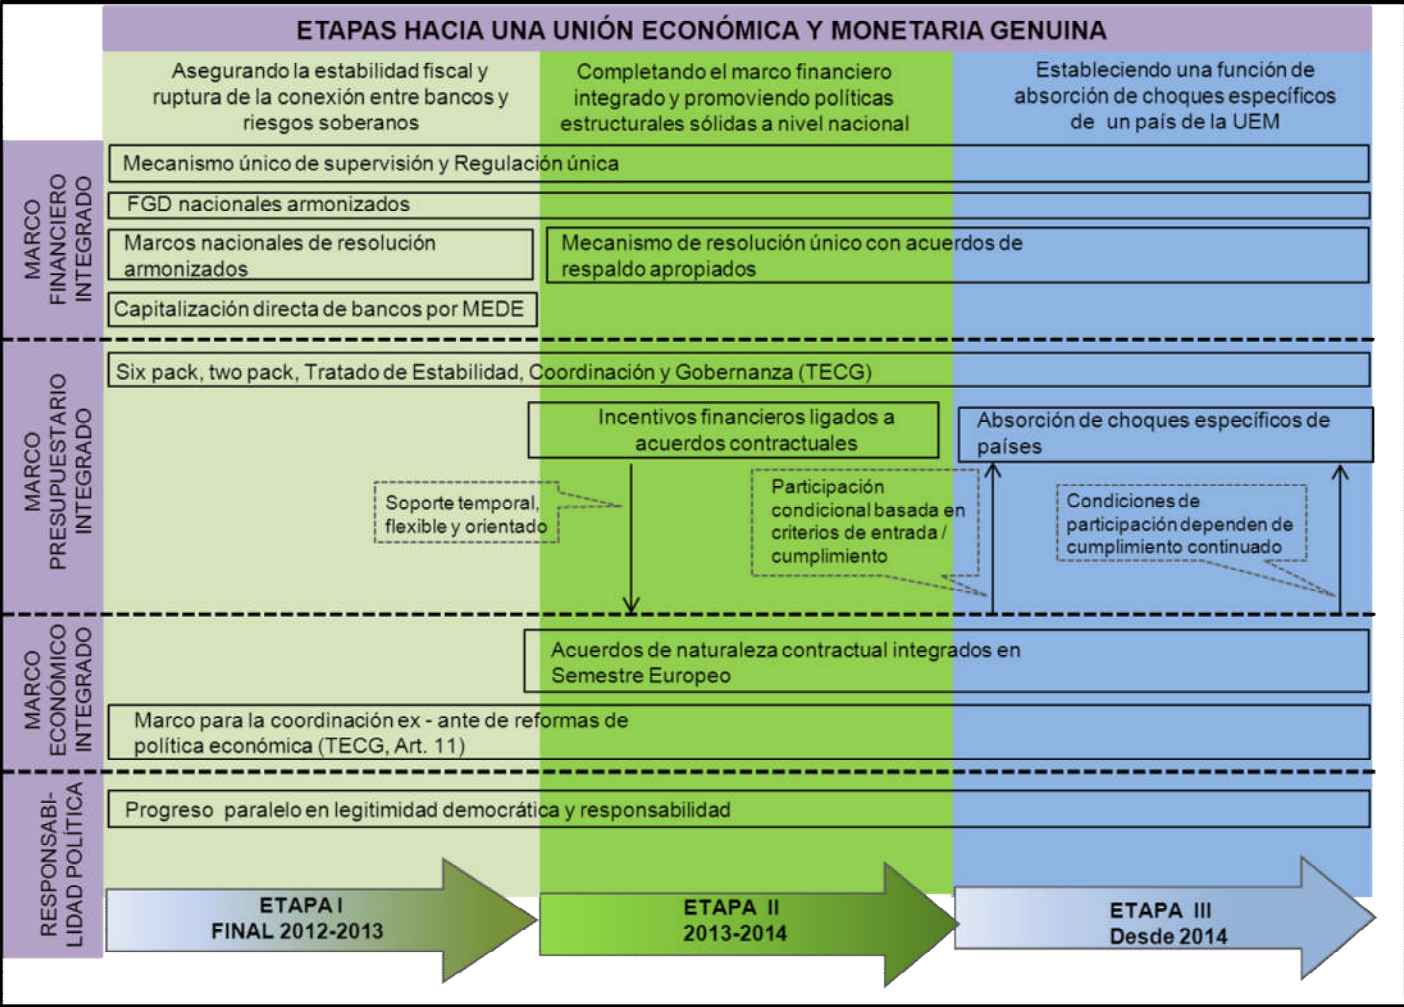 ETAPAS HACIA UNA UNIÓN ECONÓMICA Y MONETARIA GENUINA
Asegurando la estabilidad fiscal y
ruptura de la conexión entre bancos y
riesgos soberanos
Completando el marco financiero
integrado y promoviendo políticas
estructurales sólidas a nivel nacional
Estableciendo una función de
absorción de choques específicos
de un país de la UEM
MARCO
FINANCIERO
INTEGRADO
Mecanismo único de supervisión y Regulación única
FGD nacionales armonizados
Marcos nacionales de resolución
armonizados
Mecanismo de resolución único con acuerdos de
respaldo apropiados
Capitalización directa de bancos por MEDE
MARCO
PRESUPUESTARIO
INTEGRADO
Six pack, two pack, Tratado de Estabilidad, Coordinación y Gobernanza (TECG)
Incentivos financieros ligados a
acuerdos contractuales
Absorción de choques específicos de
países
Soporte temporal,
flexible y orientado
Participación
condicional basada en
criterios de entrada /
cumplimiento
Condiciones de
participación dependen de
cumplimiento continuado
MARCO
ECONÓMICO
INTEGRADO
Acuerdos de naturaleza contractual integrados en
Semestre Europeo
Marco para la coordinación ex - ante de reformas de
política económica (TECG, Art. 11)
RESPONSABI-
LIDAD POLÍTICA
Progreso paralelo en legitimidad democrática y responsabilidad
ETAPA I
FINAL 2012-2013
ETAPA II
2013-2014
ETAPA III
Desde 2014